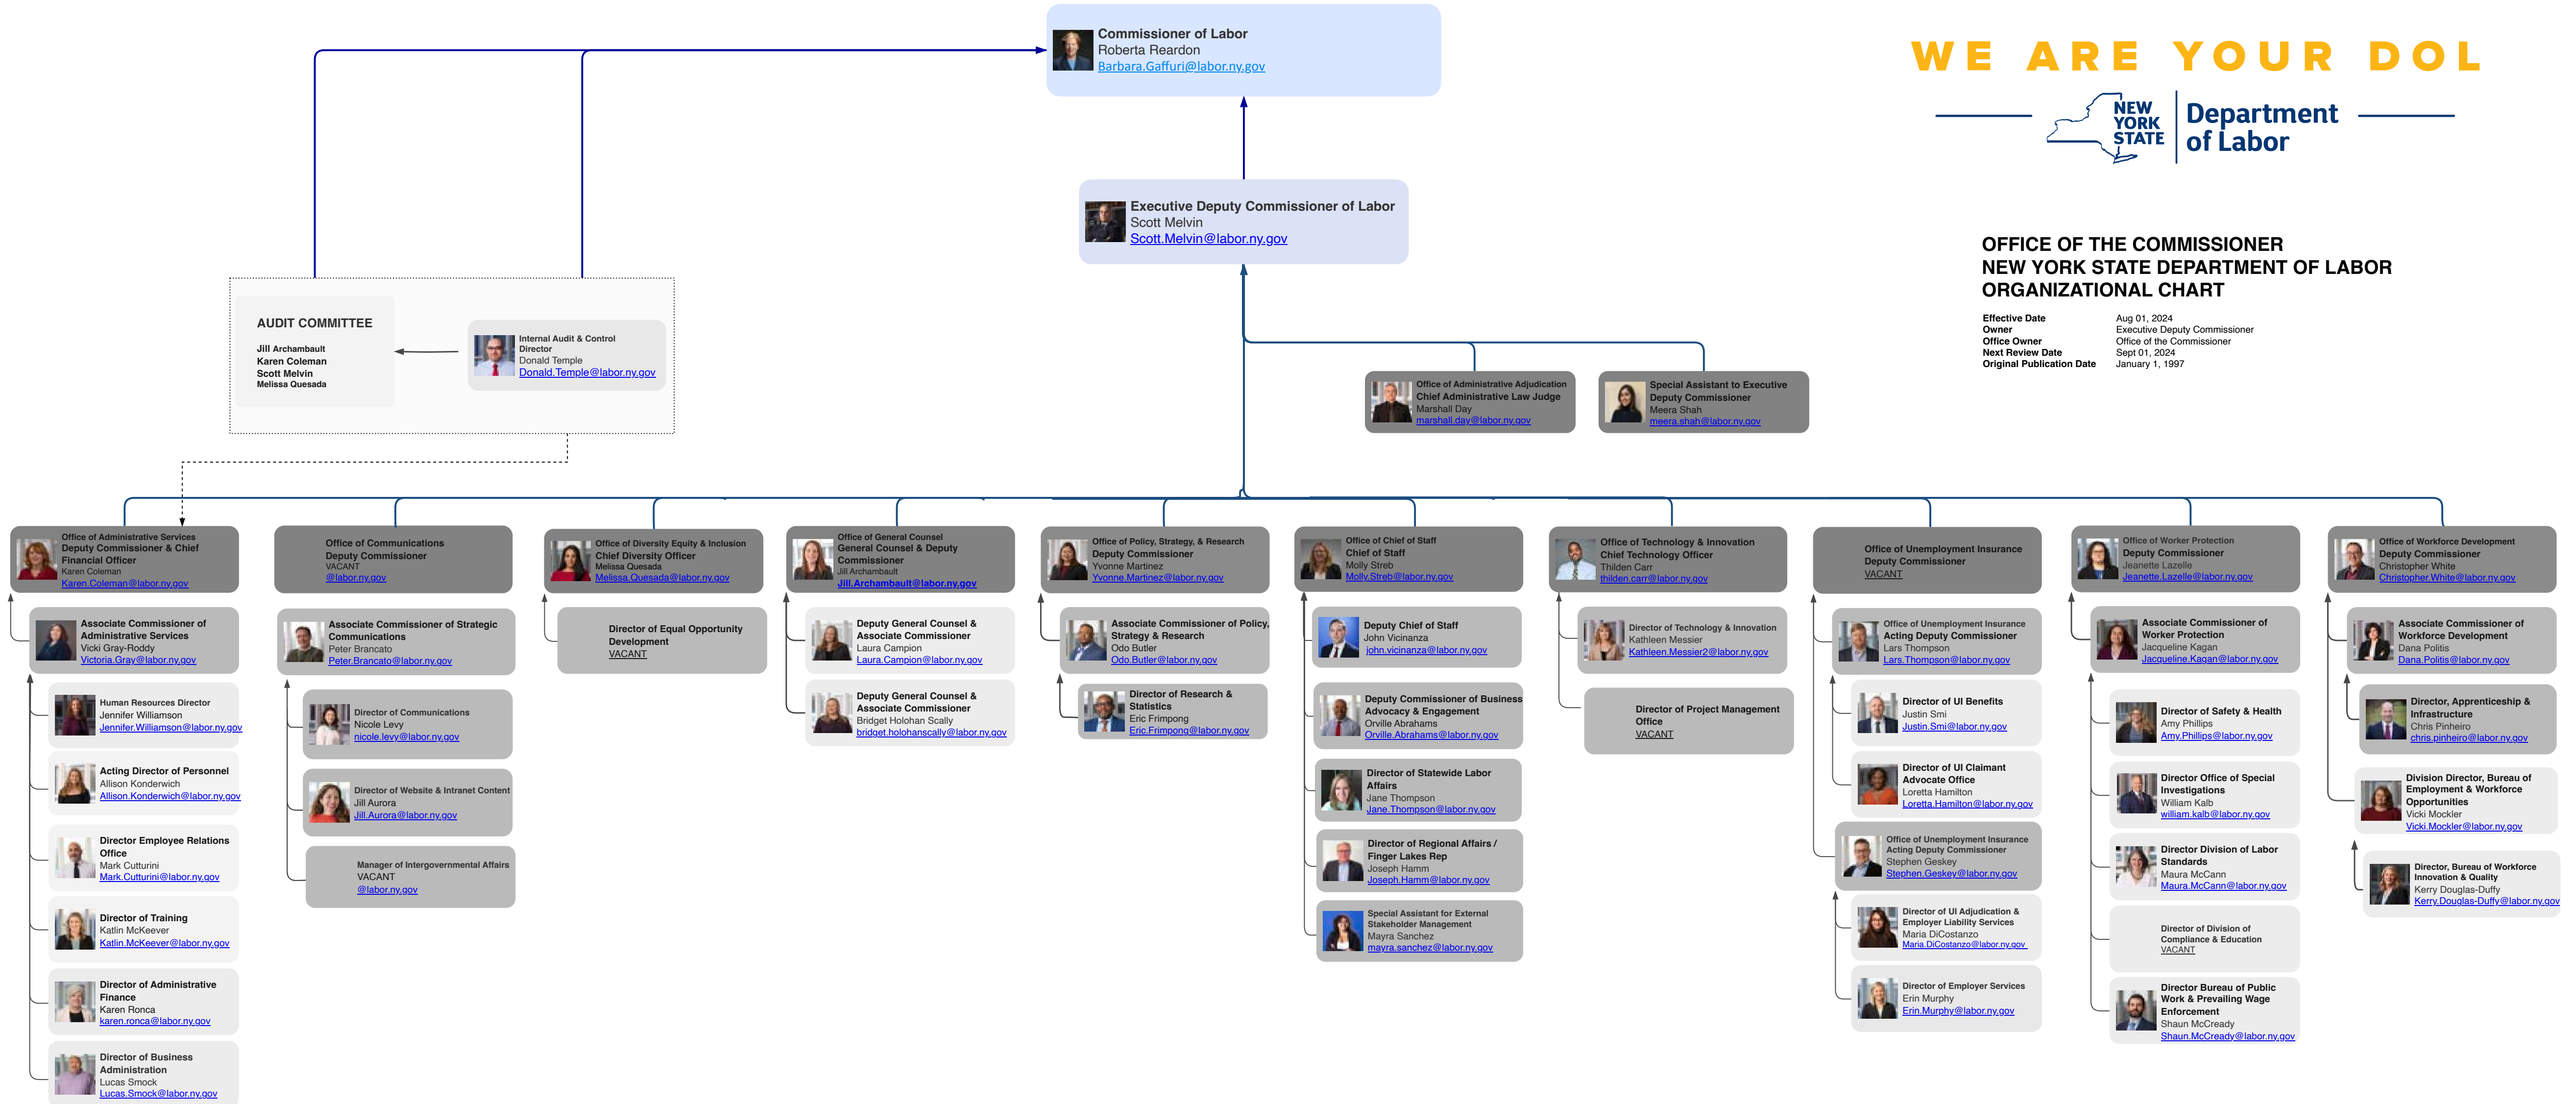 Commissioner of Labor
Roberta Reardon
Barbara.Gaffuri@labor.ny.gov
WE ARE YOUR DOL
NEW
YORK
STATE
Department
of Labor
Executive Deputy Commissioner of Labor
Scott Melvin
Scott.Melvin@labor.ny.gov
OFFICE OF THE COMMISSIONER
NEW YORK STATE DEPARTMENT OF LABOR
ORGANIZATIONAL CHART
Effective Date Aug 01, 2024
Owner Executive Deputy Commissioner
Office Owner Office of the Commissioner
Next Review Date Sept 01, 2024
Original Publication Date January 1, 1997
AUDIT COMMITTEE
Jill Archambault
Karen Coleman
Scott Melvin
Melissa Quesada
Internal Audit & Control
Director
Donald Temple
Donald.Temple@labor.ny.gov
Office of Administrative Adjudication
Chief Administrative Law Judge
Marshall Day
marshall.day@labor.ny.gov
Special Assistant to Executive
Deputy Commissioner
Meera Shah
meera.shah@labor.ny.gov
Office of Administrative Services
Deputy Commissioner & Chief
Financial Officer
Karen Coleman
Karen.Coleman@labor.ny.gov
Associate Commissioner of
Administrative Services
Vicki Gray-Roddy
Victoria.Gray@labor.ny.gov
Human Resources Director
Jennifer Williamson
Jennifer.Williamson@labor.ny.gov
Acting Director of Personnel
Allison Konderwich
Allison.Konderwich@labor.ny.gov
Director Employee Relations
Office
Mark Cutturini
Mark.Cutturini@labor.ny.gov
Director of Training
Katlin McKeever
Katlin.McKeever@labor.ny.gov
Director of Administrative
Finance
Karen Ronca
karen.ronca@labor.ny.gov
Director of Business
Administration
Lucas Smock
Lucas.Smock@labor.ny.gov
Office of Communications
Deputy Commissioner
VACANT
@labor.ny.gov
Associate Commissioner of Strategic
Communications
Peter Brancato
Peter.Brancato@labor.ny.gov
Director of Communications
Nicole Levy
nicole.levy@labor.ny.gov
Director of Website & Intranet Content
Jill Aurora
Jill.Aurora@labor.ny.gov
Manager of Intergovernmental Affairs
VACANT
@labor.ny.gov
Office of Diversity Equity & Inclusion
Chief Diversity Officer
Melissa Quesada
Melissa.Quesada@labor.ny.gov
Director of Equal Opportunity
Development
VACANT
Office of General Counsel
General Counsel & Deputy
Commissioner
Jill Archambault
Jill.Archambault@labor.ny.gov
Deputy General Counsel &
Associate Commissioner
Laura Campion
Laura.Campion@labor.ny.gov
Deputy General Counsel &
Associate Commissioner
Bridget Holohan Scally
bridget.holohanscally@labor.ny.gov
Office of Policy, Strategy, & Research
Deputy Commissioner
Yvonne Martinez
Yvonne.Martinez@labor.ny.gov
Associate Commissioner of Policy,
Strategy & Research
Odo Butler
Odo.Butler@labor.ny.gov
Director of Research &
Statistics
Eric Frimpong
Eric.Frimpong@labor.ny.gov
Office of Chief of Staff
Chief of Staff
Molly Streb
Molly.Streb@labor.ny.gov
Deputy Chief of Staff
John Vicinanza
john.vicinanza@labor.ny.gov
Deputy Commissioner of Business
Advocacy & Engagement
Orville Abrahams
Orville.Abrahams@labor.ny.gov
Director of Statewide Labor
Affairs
Jane Thompson
Jane.Thompson@labor.ny.gov
Director of Regional Affairs /
Finger Lakes Rep
Joseph Hamm
Joseph.Hamm@labor.ny.gov
Special Assistant for External
Stakeholder Management
Mayra Sanchez
mayra.sanchez@labor.ny.gov
Office of Technology & Innovation
Chief Technology Officer
Thilden Carr
thilden.carr@labor.ny.gov
Director of Technology & Innovation
Kathleen Messier
Kathleen.Messier2@labor.ny.gov
Director of Project Management
Office
VACANT
Office of Unemployment Insurance
Deputy Commissioner
VACANT
Office of Unemployment Insurance
Acting Deputy Commissioner
Lars Thompson
Lars.Thompson@labor.ny.gov
Director of UI Benefits
Justin Smi
Justin.Smi@labor.ny.gov
Director of UI Claimant
Advocate Office
Loretta Hamilton
Loretta.Hamilton@labor.ny.gov
Office of Unemployment Insurance
Acting Deputy Commissioner
Stephen Geskey
Stephen.Geskey@labor.ny.gov
Director of UI Adjudication &
Employer Liability Services
Maria DiCostanzo
Maria.DiCostanzo@labor.ny.gov
Director of Employer Services
Erin Murphy
Erin.Murphy@labor.ny.gov
Office of Worker Protection
Deputy Commissioner
Jeanette Lazelle
Jeanette.Lazelle@labor.ny.gov
Associate Commissioner of
Worker Protection
Jacqueline Kagan
Jacqueline.Kagan@labor.ny.gov
Director of Safety & Health
Amy Phillips
Amy.Phillips@labor.ny.gov
Director Office of Special
Investigations
William Kalb
william.kalb@labor.ny.gov
Director Division of Labor
Standards
Maura McCann
Maura.McCann@labor.ny.gov
Director of Division of
Compliance & Education
VACANT
Director Bureau of Public
Work & Prevailing Wage
Enforcement
Shaun McCready
Shaun.McCready@labor.ny.gov
Office of Workforce Development
Deputy Commissioner
Christopher White
Christopher.White@labor.ny.gov
Associate Commissioner of
Workforce Development
Dana Politis
Dana.Politis@labor.ny.gov
Director, Apprenticeship &
Infrastructure
Chris Pinheiro
chris.pinheiro@labor.ny.gov
Division Director, Bureau of
Employment & Workforce
Opportunities
Vicki Mockler
Vicki.Mockler@labor.ny.gov
Director, Bureau of Workforce
Innovation & Quality
Kerry Douglas-Duffy
Kerry.Douglas-Duffy@labor.ny.gov